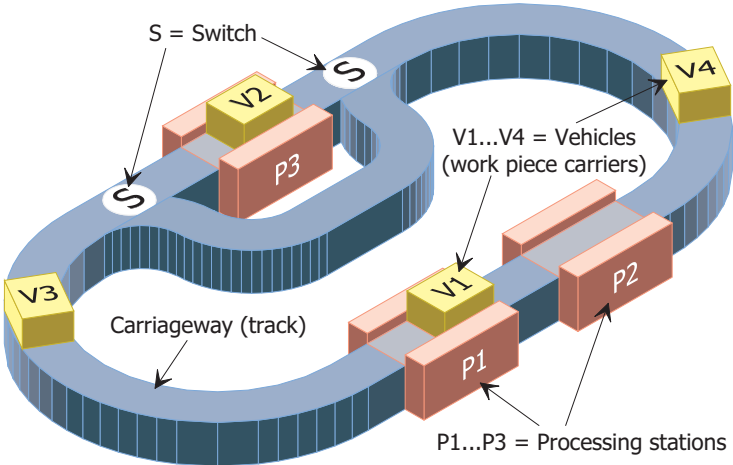 S = Switch
S
V4
V2
V1...V4 = Vehicles
(work piece carriers)
P3
S
P2
V3
V1
Carriageway (track)
P1
P1...P3 = Processing stations